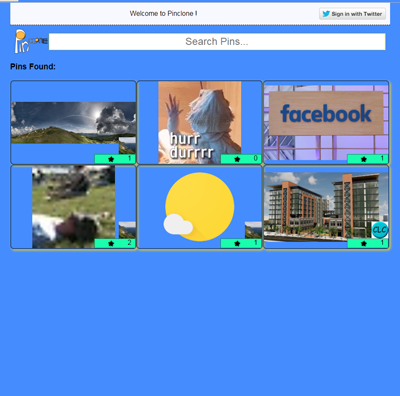 Welcome to Pinclone !
Sign in with Twitter
Pin
Search Pins...
Pins Found:
hurr
durrrr
facebook
1
0
1
CLC
2
1
1